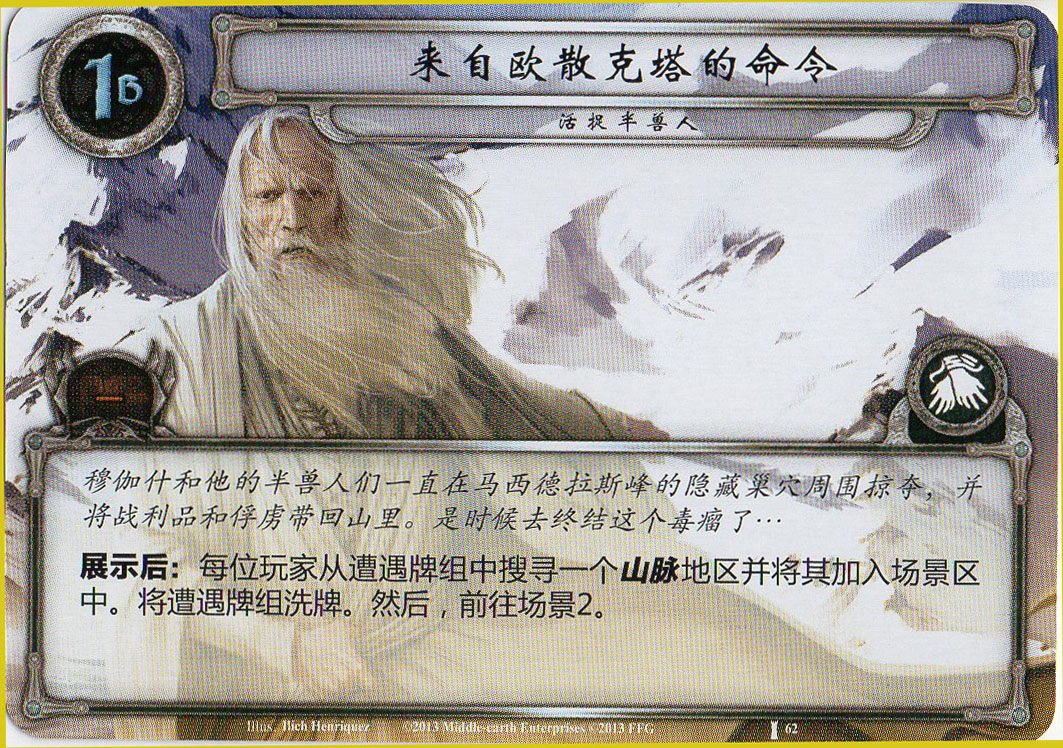 1B
来自欧散克塔的命令
活捉半兽人
穆伽什和他的半兽人们一直在马西德拉斯峰的隐藏巢穴周围掠夺，并
将战利品和俘虏带回山里。是时候去终结这个毒瘤了…
展示后：每位玩家从遭遇牌组中搜寻一个山脉地区并将其加入场景区
中。将遭遇牌组洗牌。然后，前往场景2。
Illus Ilich Henriquez ©2013 Middle-earth Enterprises • 2013 FFG 62